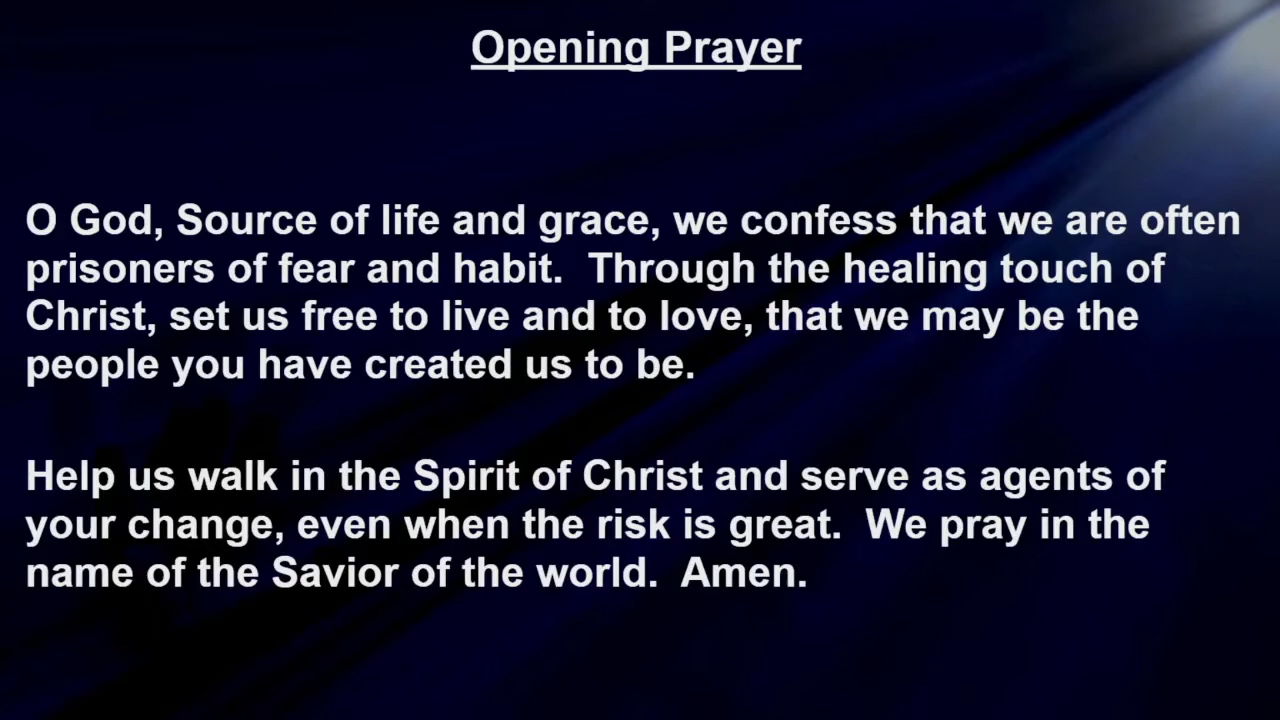 Opening Prayer
O God, Source of life and grace, we confess that we are often
prisoners of fear and habit.  Through the healing touch of
Christ, set us free to live and to love, that we may be the
people you have created us to be.
Help us walk in the Spirit of Christ and serve as agents of
your change, even when the risk is great.  We pray in the
name of the Savior of the world.  Amen.